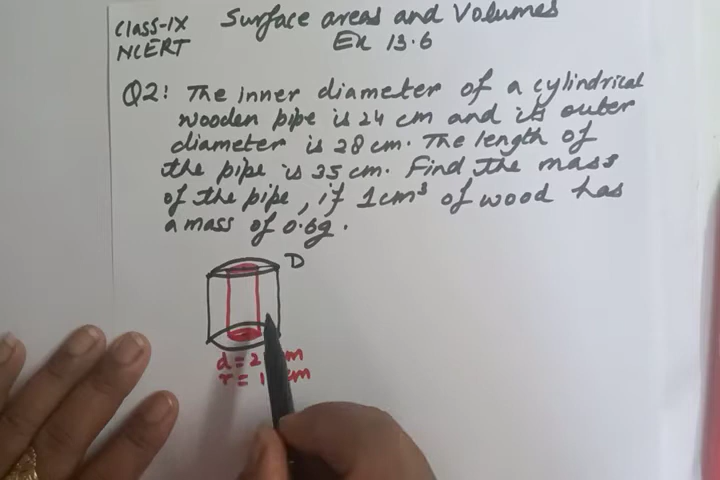 Class-IX Surface areas and Volumes
NCERT Ex 13.6
Q2: The inner diameter of a cylindrical
wooden pipe is 24 cm and its outer
diameter is 28 cm. The length of
the pipe is 35 cm. Find the mass
of the pipe, if 1cm³ of wood has
a mass of 0.6g.
D
d = 2
r = 1